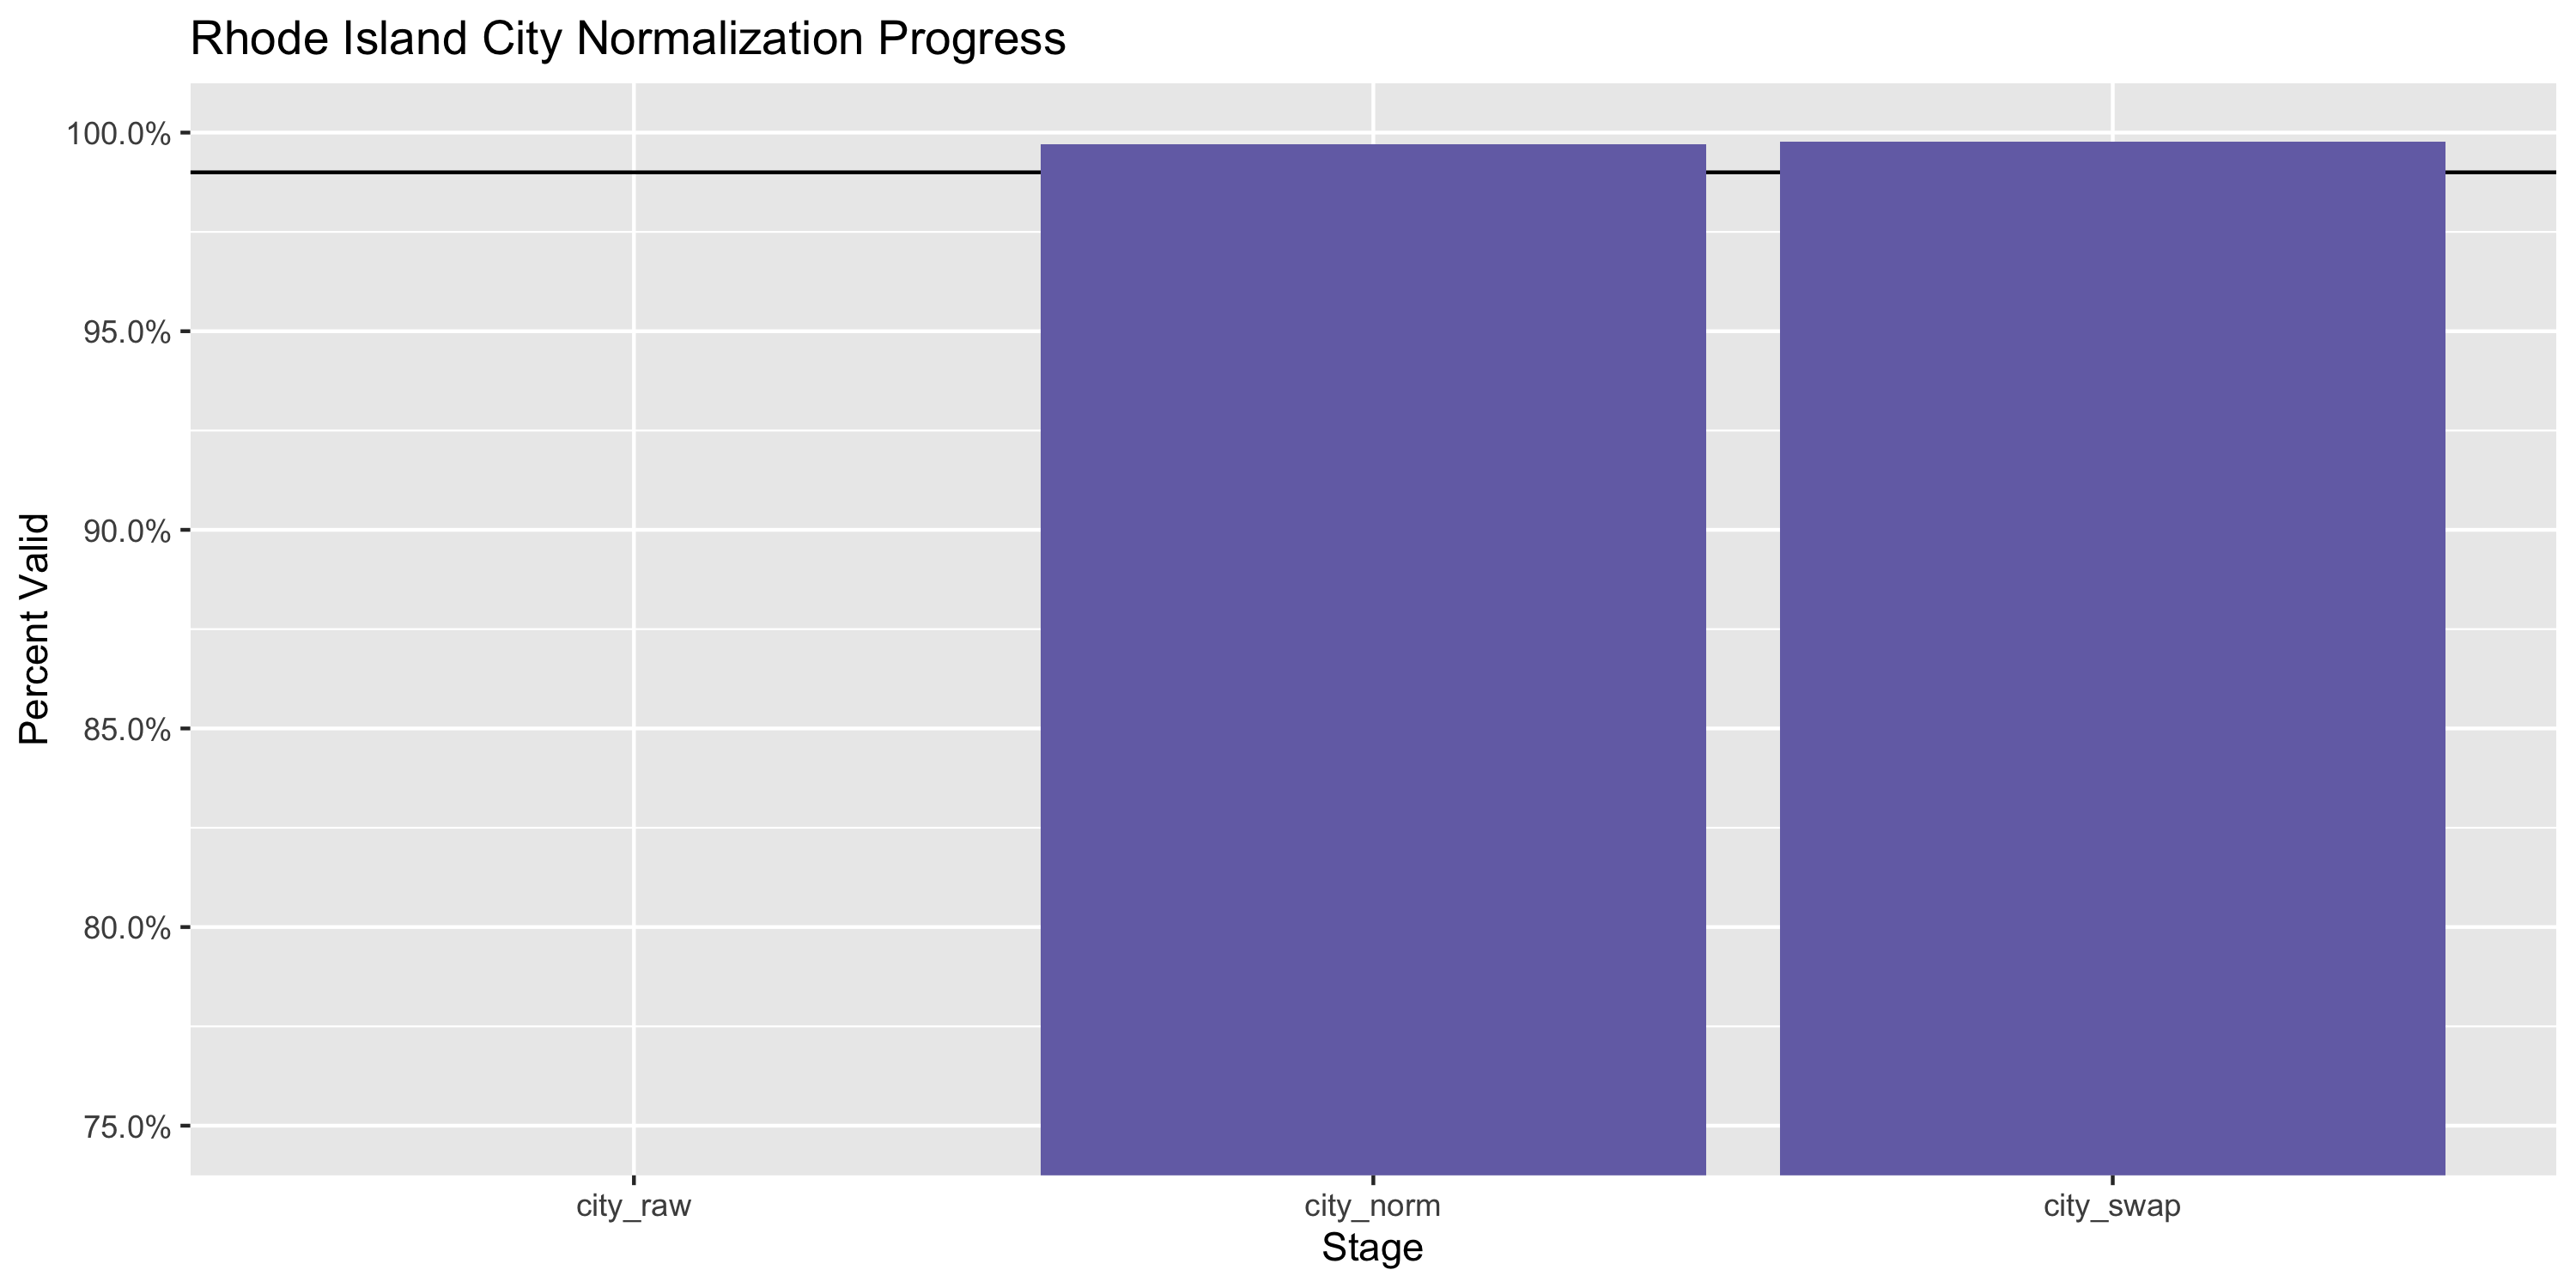 Rhode Island City Normalization Progress
Percent Valid
100.0%
95.0%
90.0%
85.0%
80.0%
75.0%
city_raw
city_norm
city_swap
Stage